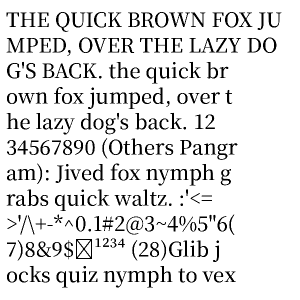 THE QUICK BROWN FOX JU
MPED, OVER THE LAZY DO
G'S BACK. the quick br
own fox jumped, over t
he lazy dog's back. 12
34567890 (Others Pangr
am): Jived fox nymph g
rabs quick waltz. :'<=
>'/\+-*^0.1#2@3~4%5"6(
7)8&9$☒¹²³⁴ (28)Glib j
ocks quiz nymph to vex